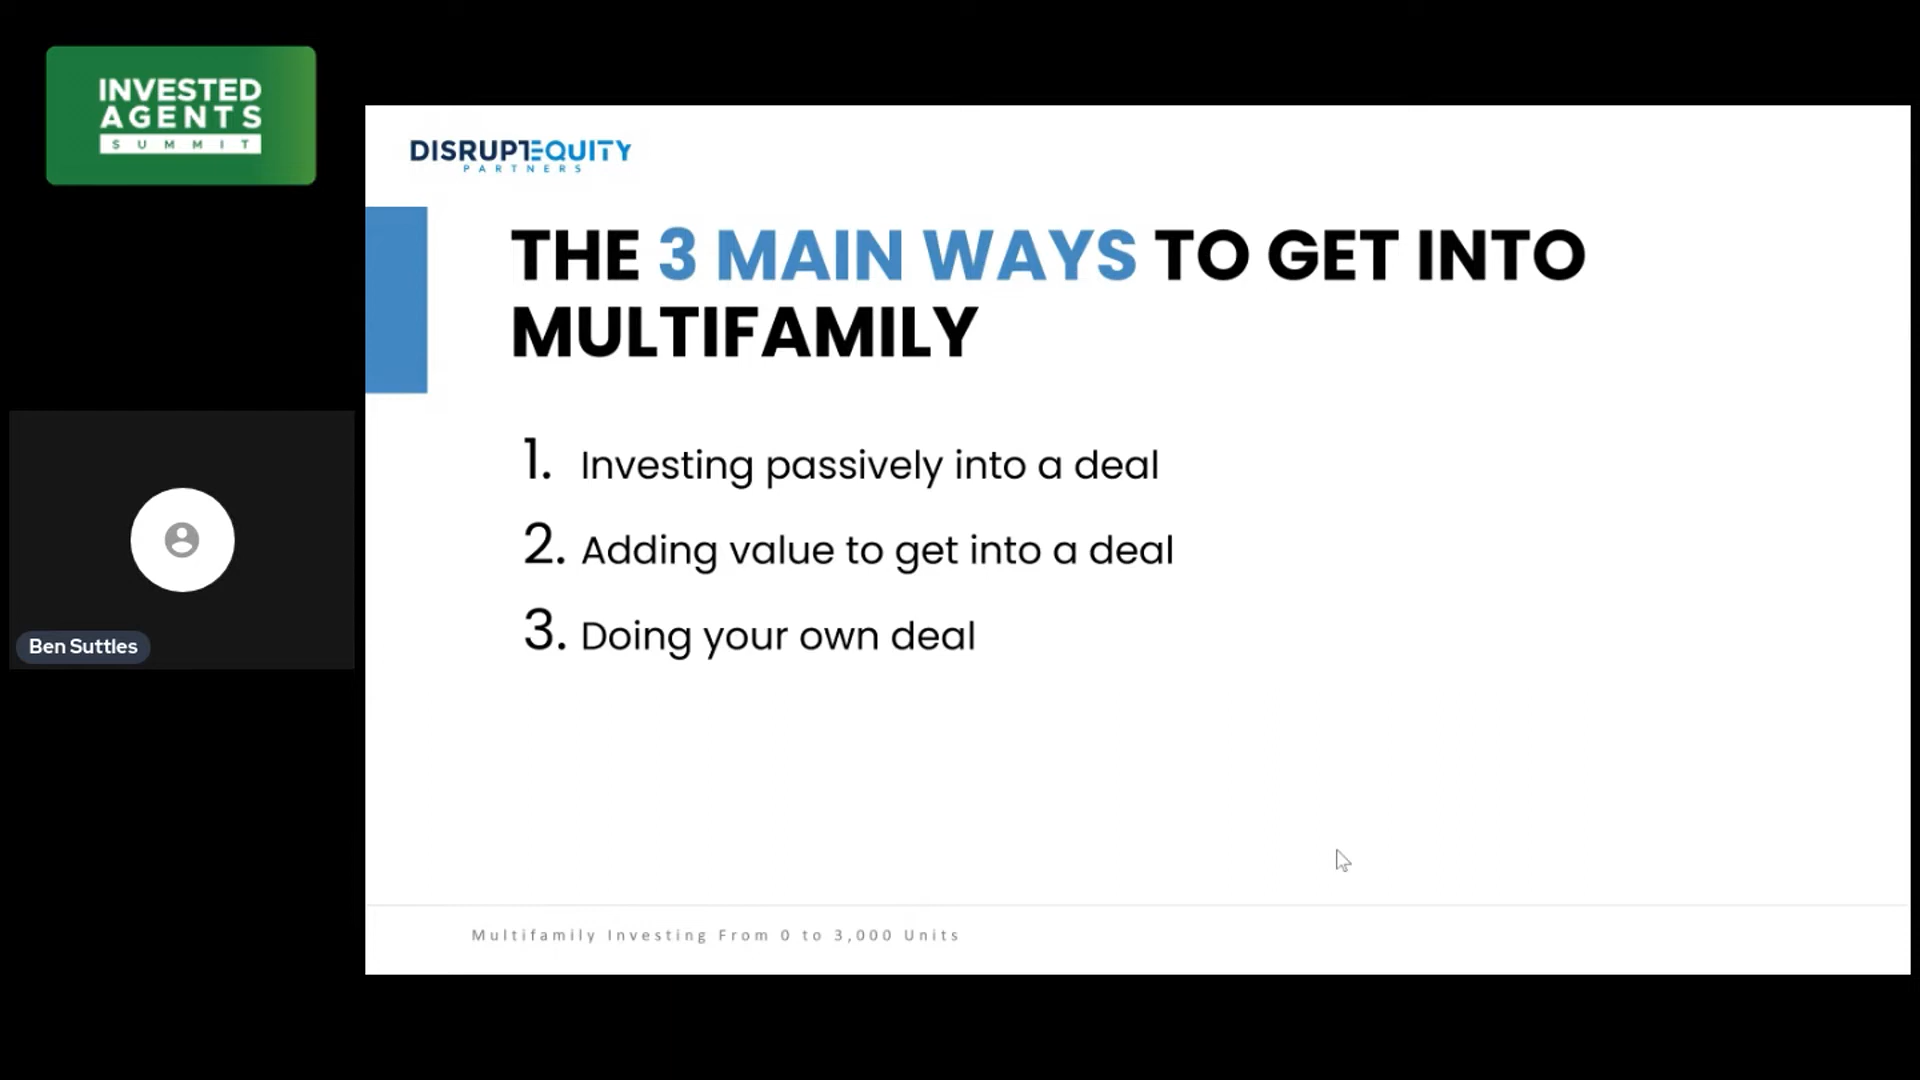 INVESTED
AGENTS
SUMMIT
DISRUPTEQUITY
PARTNERS
THE 3 MAIN WAYS TO GET INTO
MULTIFAMILY
1. Investing passively into a deal
2. Adding value to get into a deal
3. Doing your own deal
Ben Suttles
Multifamily Investing From 0 to 3,000 Units